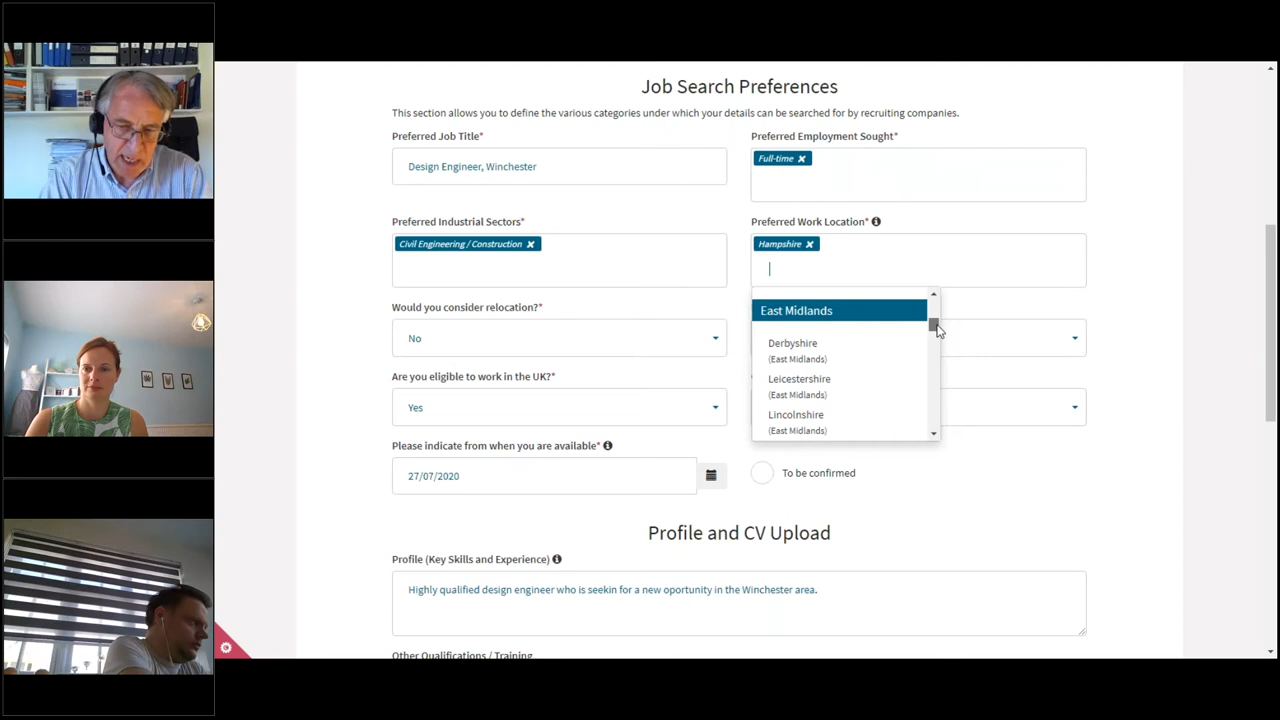 Job Search Preferences
This section allows you to define the various categories under which your details can be searched for by recruiting companies.
Preferred Job Title*
Preferred Employment Sought*
Design Engineer, Winchester
Full-time
Preferred Industrial Sectors*
Preferred Work Location*
Civil Engineering / Construction
Hampshire
Would you consider relocation?*
No
East Midlands
Derbyshire
(East Midlands)
Leicestershire
(East Midlands)
Lincolnshire
(East Midlands)
Are you eligible to work in the UK?*
Yes
Please indicate from when you are available*
27/07/2020
To be confirmed
Profile and CV Upload
Profile (Key Skills and Experience)
Highly qualified design engineer who is seekin for a new oportunity in the Winchester area.
Other Qualifications / Training